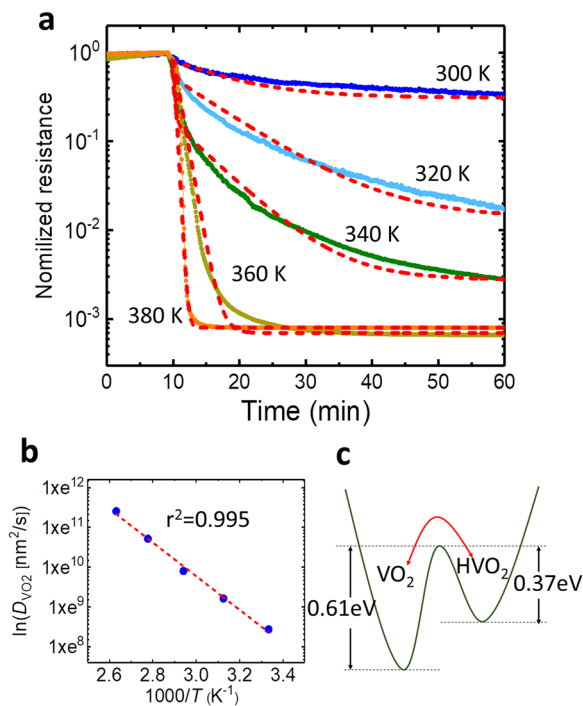 a
Nomilized resistance
10⁰
10⁻¹
10⁻²
10⁻³
300 K
320 K
340 K
360 K
380 K
0 10 20 30 40 50 60
Time (min)
b
ln(D_VO2 [nm²/s])
1xe¹²
1xe¹¹
1xe¹⁰
1xe⁹
1xe⁸
r²=0.995
2.6 2.8 3.0 3.2 3.4
1000/T (K⁻¹)
c
VO₂
HVO₂
0.61eV
0.37eV